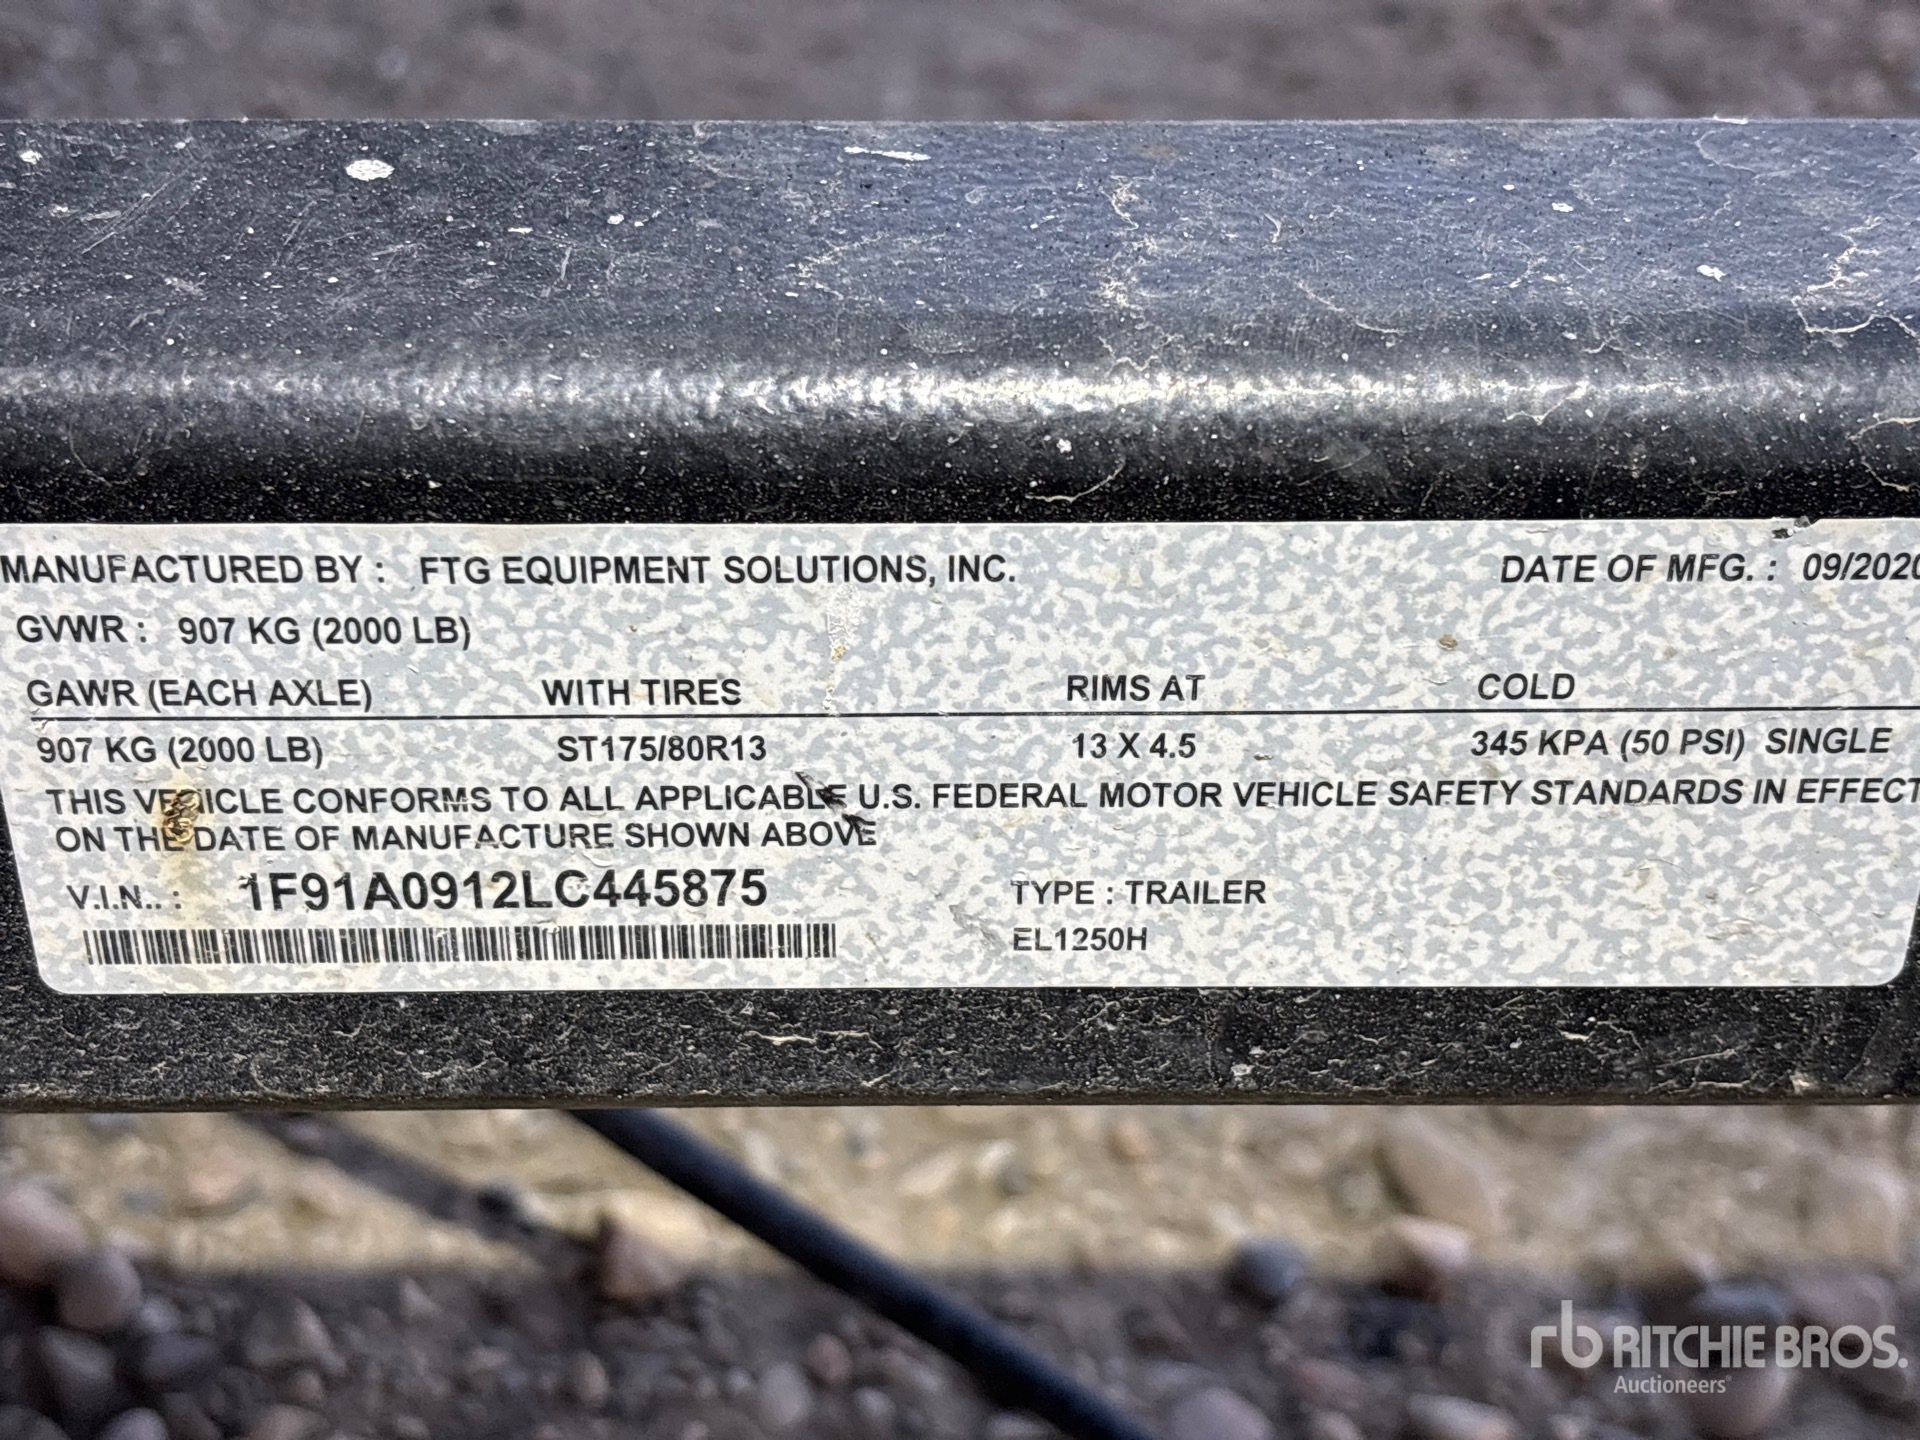 MANUFACTURED BY : FTG EQUIPMENT SOLUTIONS, INC. DATE OF MFG. : 09/2020
GVWR : 907 KG (2000 LB)
GAWR (EACH AXLE) WITH TIRES RIMS AT COLD
907 KG (2000 LB) ST175/80R13 13 X 4.5 345 KPA (50 PSI) SINGLE
THIS VEHICLE CONFORMS TO ALL APPLICABLE U.S. FEDERAL MOTOR VEHICLE SAFETY STANDARDS IN EFFECT
ON THE DATE OF MANUFACTURE SHOWN ABOVE
V.I.N.. : 1F91A0912LC445875 TYPE : TRAILER
EL1250H
rb RITCHIE BROS.
Auctioneers